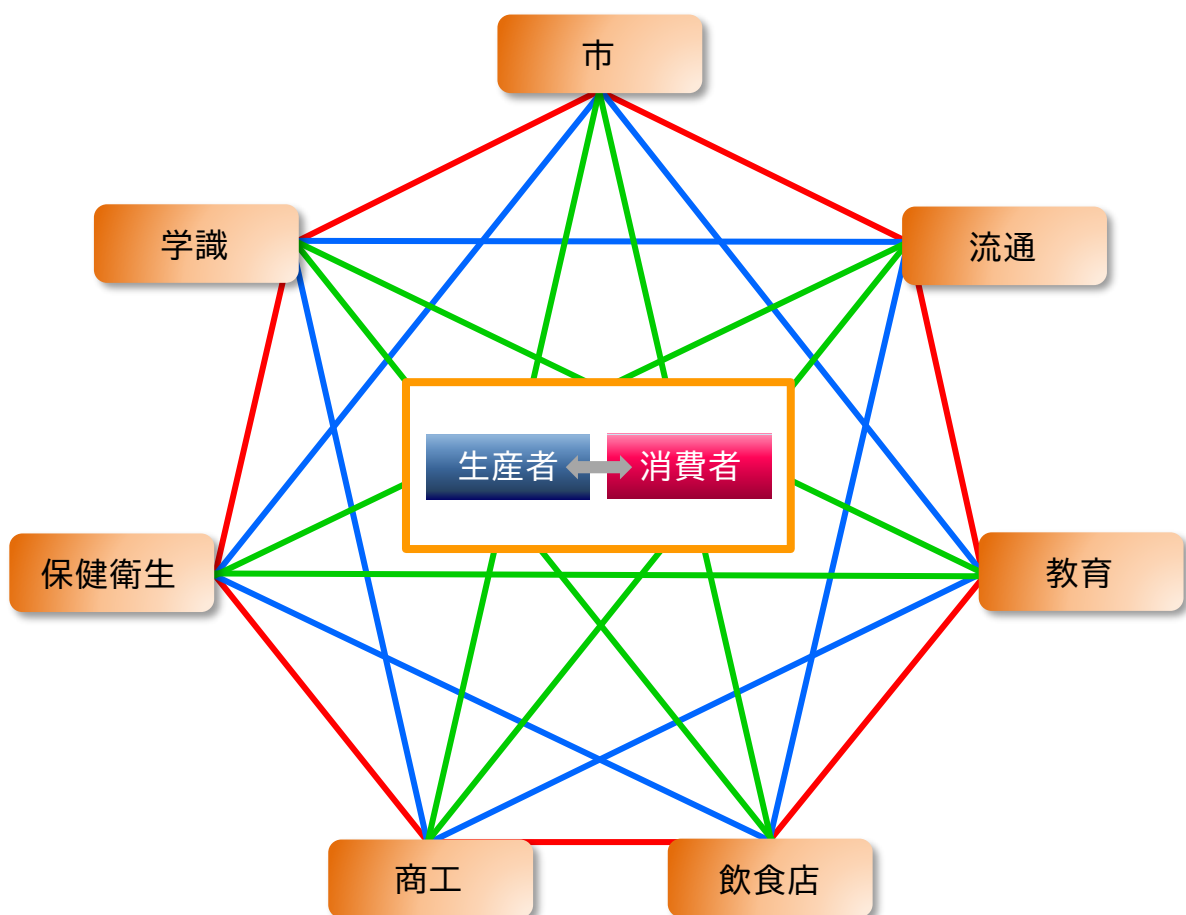 市
学識
流通
生産者
消費者
保健衛生
教育
商工
飲食店